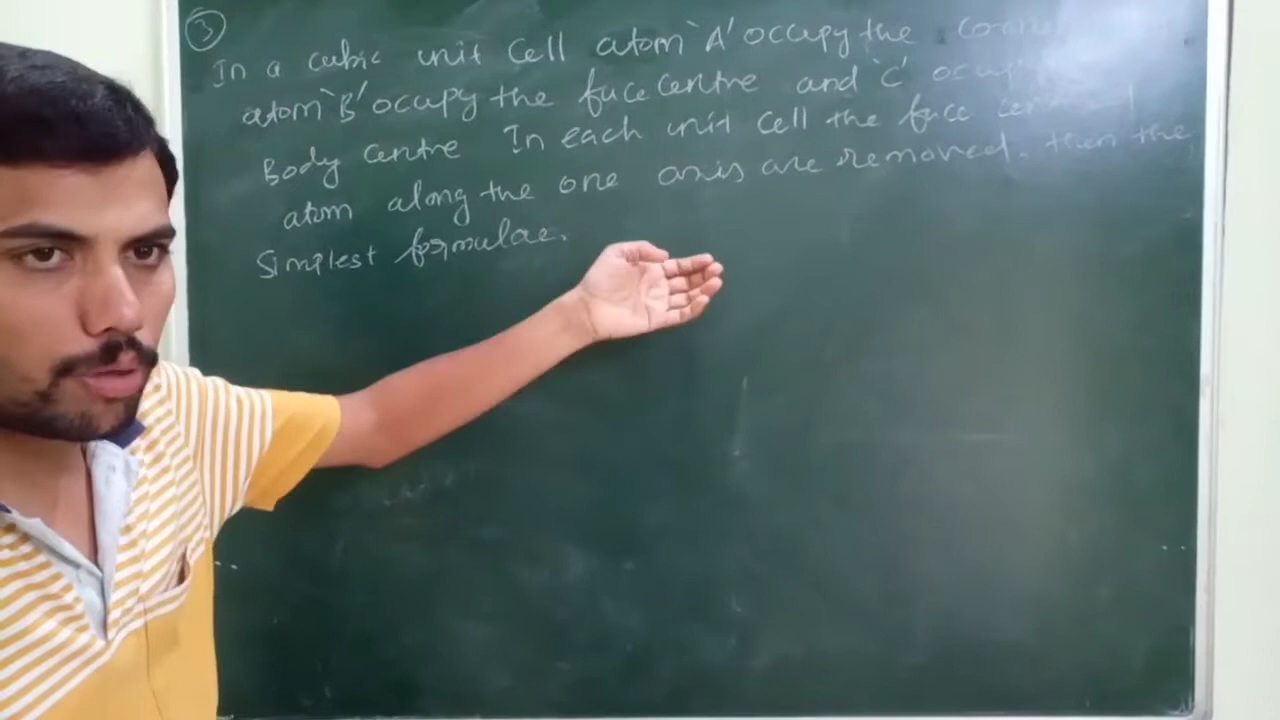 3
In a cubic unit cell atom 'A' occupy the
atom 'B' occupy the face centre and 'C'
Body centre In each unit cell the face
atom along the one axis are removed. then the
Simplest formulae.